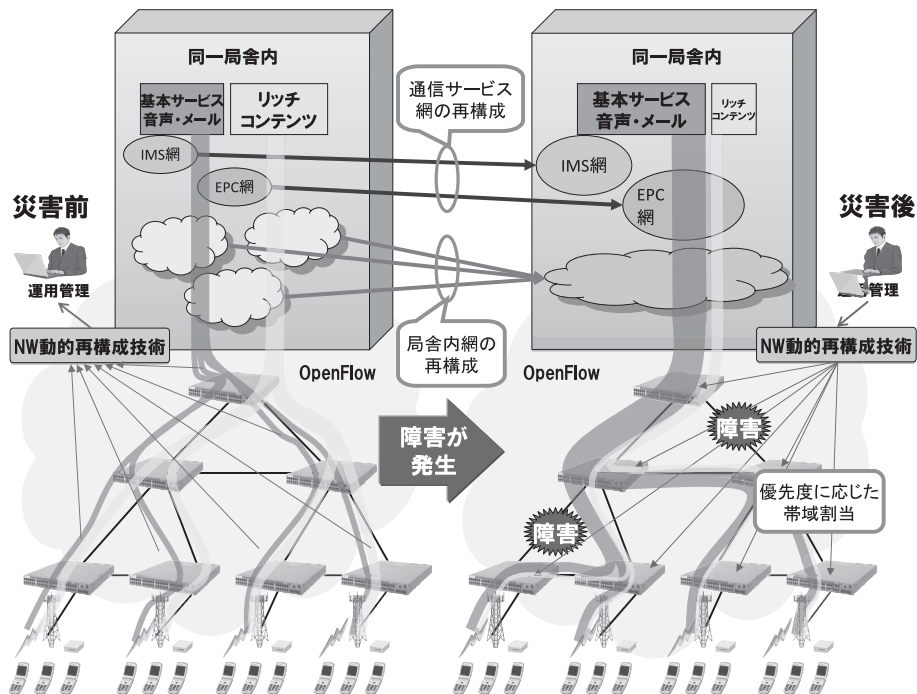 同一局舎内
基本サービス
音声・メール
リッチ
コンテンツ
IMS網
EPC網
災害前
運用管理
NW動的再構成技術
OpenFlow
通信サービス
網の再構成
局舎内網の
再構成
障害が
発生
同一局舎内
基本サービス
音声・メール
リッチ
コンテンツ
IMS網
EPC
網
災害後
管理
NW動的再構成技術
OpenFlow
障害
障害
優先度に応じた
帯域割当